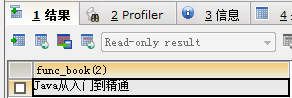 1 结果
2 Profiler
3 信息
4
Read-only result
func_book(2)
Java从入门到精通